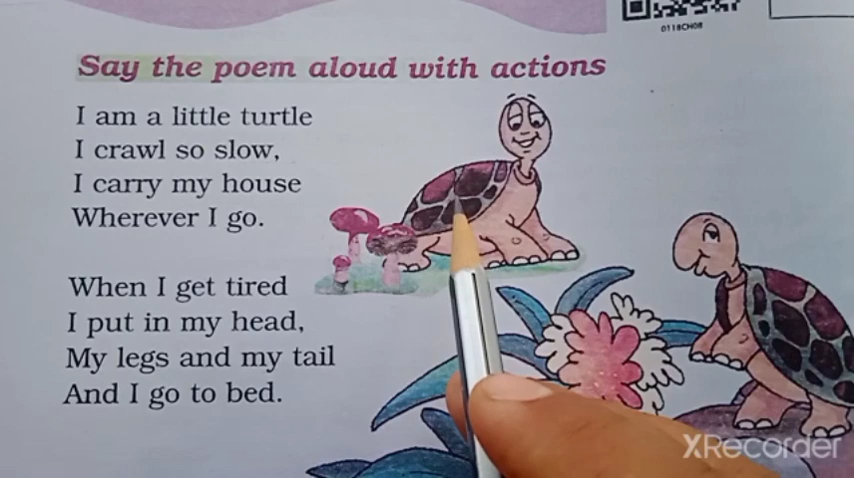 0118CH08
Say the poem aloud with actions
I am a little turtle
I crawl so slow,
I carry my house
Wherever I go.
When I get tired
I put in my head,
My legs and my tail
And I go to bed.
XRecorder